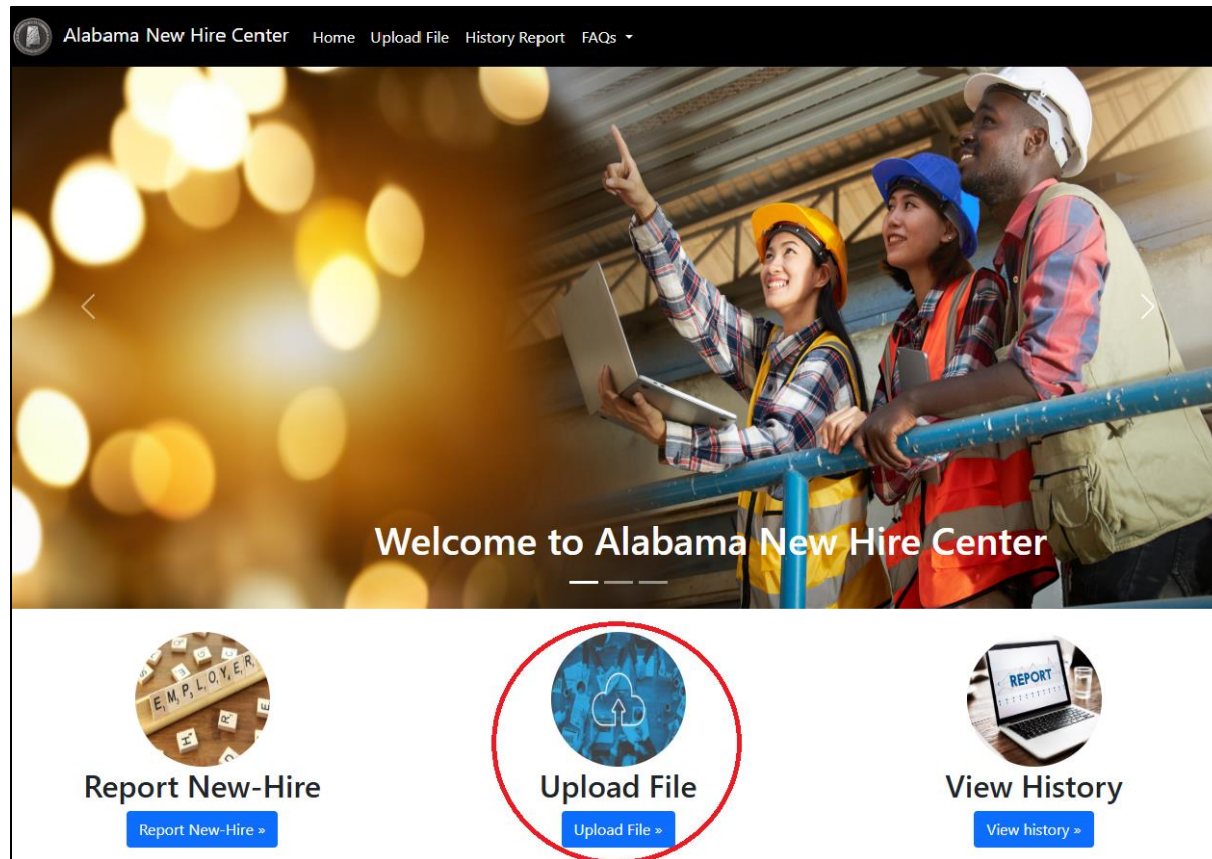 Alabama New Hire Center Home Upload File History Report FAQs
Welcome to Alabama New Hire Center
EMPLOYER
REPORT
Report New-Hire
Upload File
View History
Report New-Hire »
Upload File »
View history »